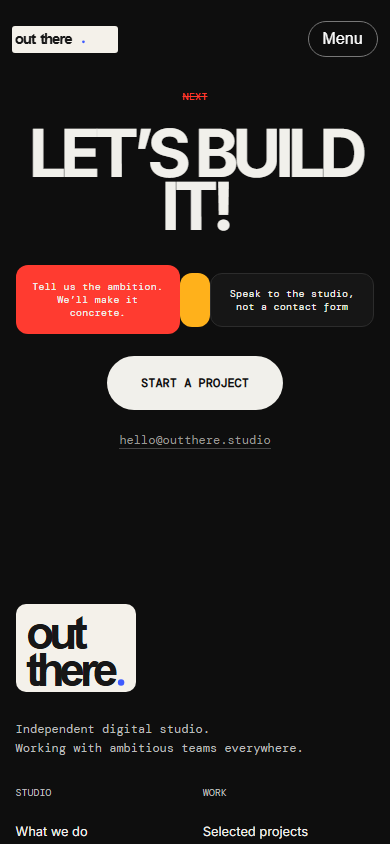 out there .
Menu
NEXT
LET'S BUILD
IT!
Tell us the ambition.
We'll make it
concrete.
Speak to the studio,
not a contact form
START A PROJECT
hello@outthere.studio
out
there.
Independent digital studio.
Working with ambitious teams everywhere.
STUDIO
WORK
What we do
Selected projects